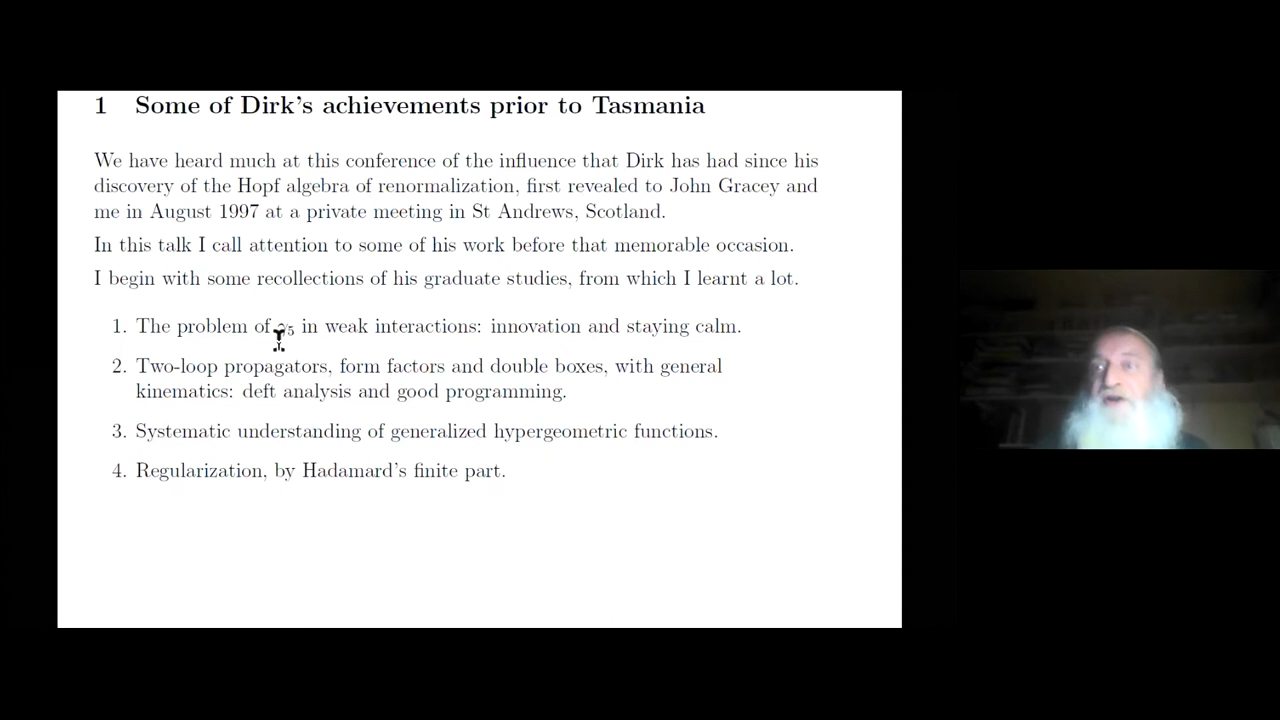 1 Some of Dirk's achievements prior to Tasmania
We have heard much at this conference of the influence that Dirk has had since his
discovery of the Hopf algebra of renormalization, first revealed to John Gracey and
me in August 1997 at a private meeting in St Andrews, Scotland.
In this talk I call attention to some of his work before that memorable occasion.
I begin with some recollections of his graduate studies, from which I learnt a lot.
1. The problem of γ₅ in weak interactions: innovation and staying calm.
2. Two-loop propagators, form factors and double boxes, with general
kinematics: deft analysis and good programming.
3. Systematic understanding of generalized hypergeometric functions.
4. Regularization, by Hadamard's finite part.